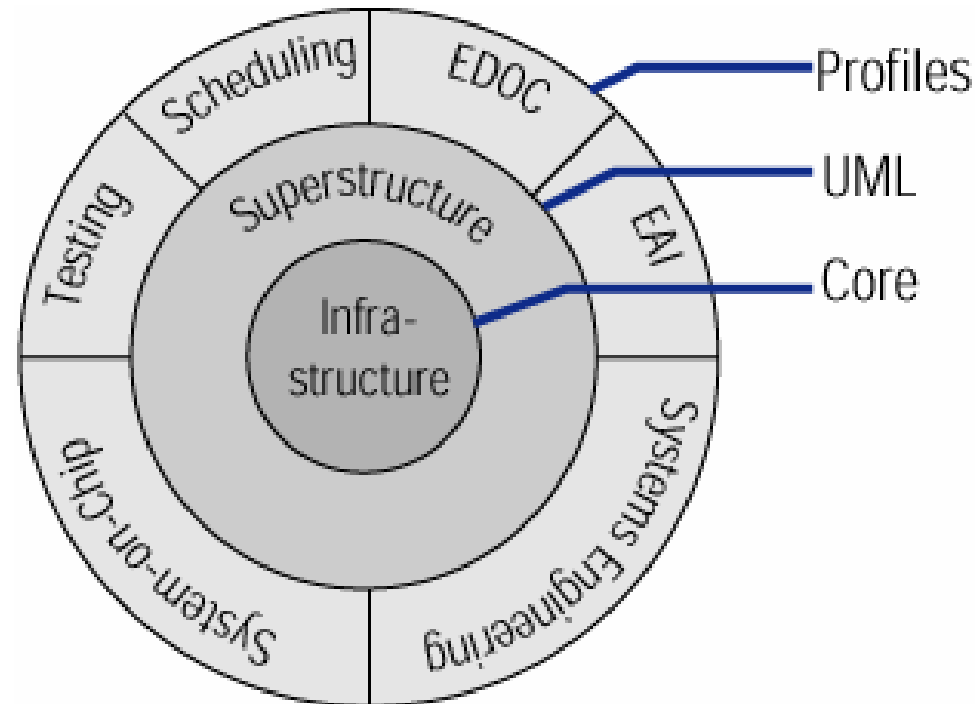 Scheduling
EDOC
Profiles
Testing
Superstructure
UML
EAI
Core
Infra-
structure
System-on-Chip
Systems Engineering